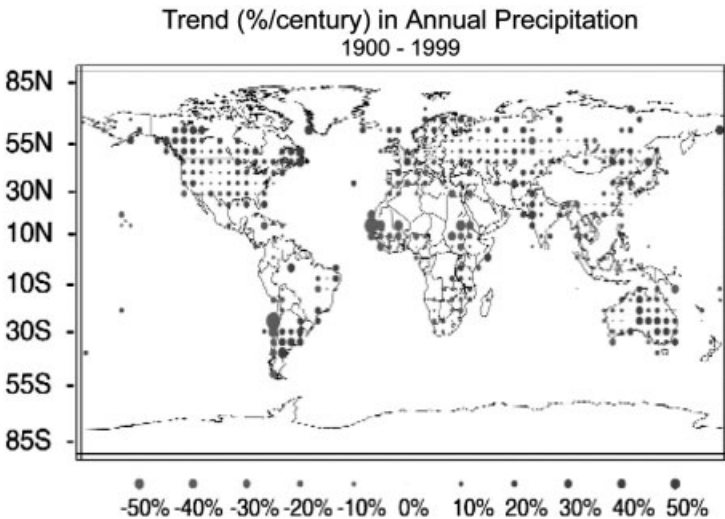 Trend (%/century) in Annual Precipitation
1900 - 1999
85N
55N
30N
10N
10S
30S
55S
85S
-50% -40% -30% -20% -10% 0% 10% 20% 30% 40% 50%